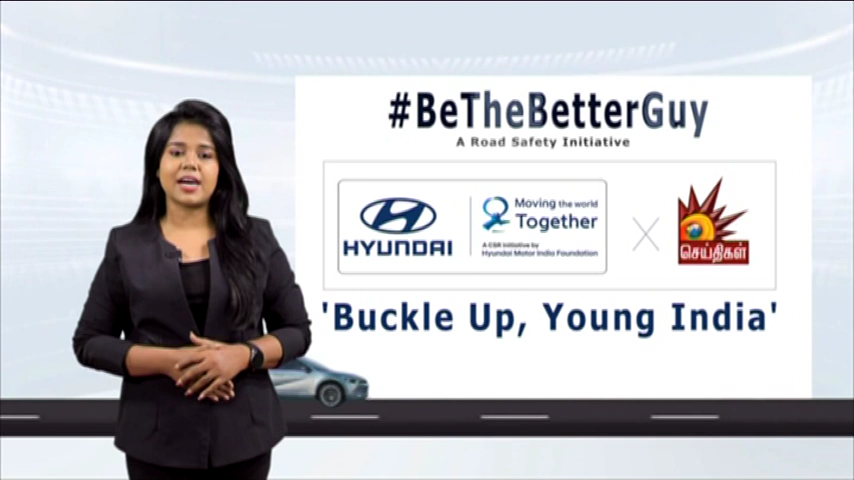 #BeTheBetterGuy
A Road Safety Initiative
HYUNDAI
Moving the world
Together
A CSR initiative by
Hyundai Motor India Foundation
செய்திகள்
'Buckle Up, Young India'